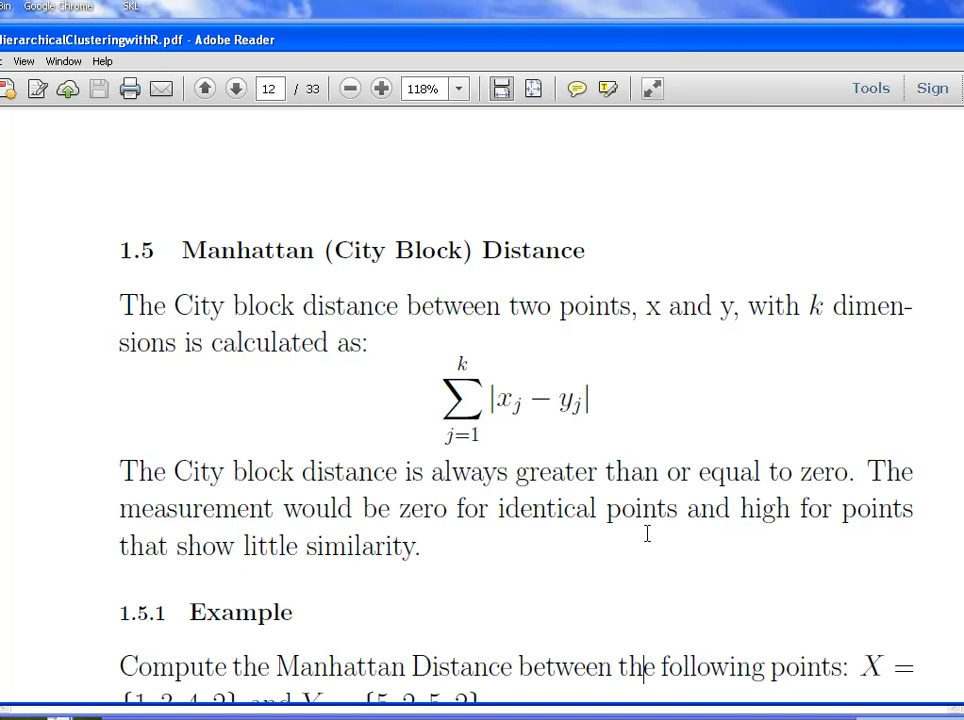 Bin Google Chrome SKL
HierarchicalClusteringwithR.pdf - Adobe Reader
View Window Help
12 / 33 118% Tools Sign
1.5 Manhattan (City Block) Distance
The City block distance between two points, x and y, with k dimen-
sions is calculated as:
k
∑ |xj − yj|
j=1
The City block distance is always greater than or equal to zero. The
measurement would be zero for identical points and high for points
that show little similarity.
1.5.1 Example
Compute the Manhattan Distance between the following points: X =